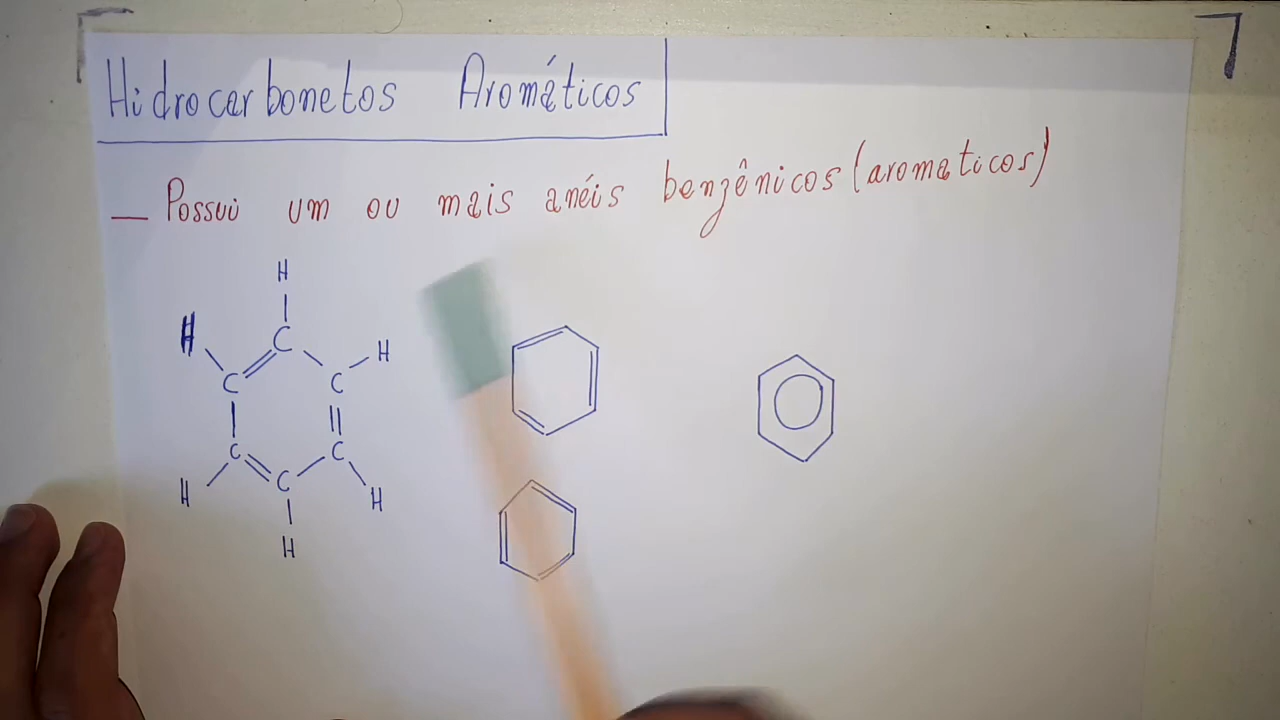 Hidrocarbonetos Aromáticos
— Possui um ou mais anéis benzênicos (aromaticos)
H
H C H
C C
C C
H C H
H